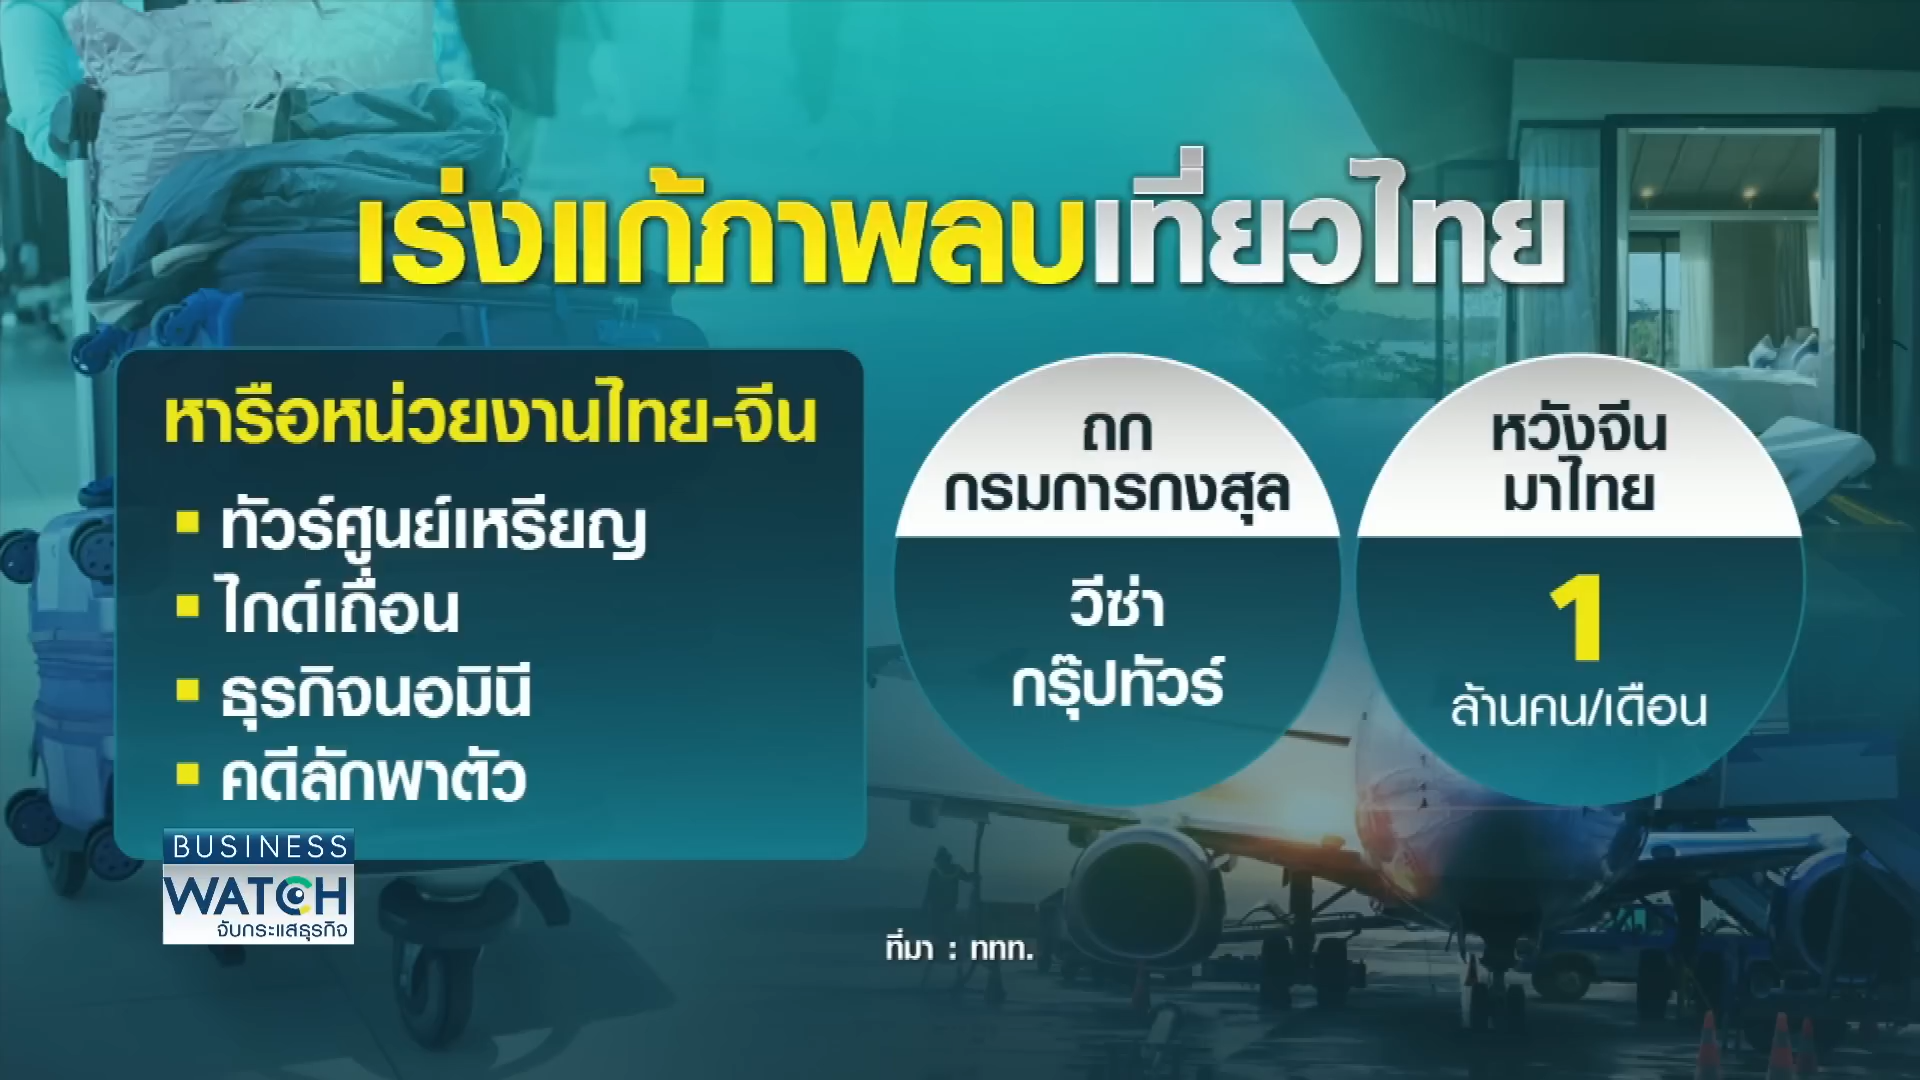 เร่งแก้ภาพลบเที่ยวไทย
หารือหน่วยงานไทย-จีน
ทัวร์ศูนย์เหรียญ
ไกด์เถื่อน
ธุรกิจนอมินี
คดีลักพาตัว
ถก
กรมการกงสุล
วีซ่า
กรุ๊ปทัวร์
หวังจีน
มาไทย
1
ล้านคน/เดือน
BUSINESS
WATCH
จับกระแสธุรกิจ
ที่มา : ททท.